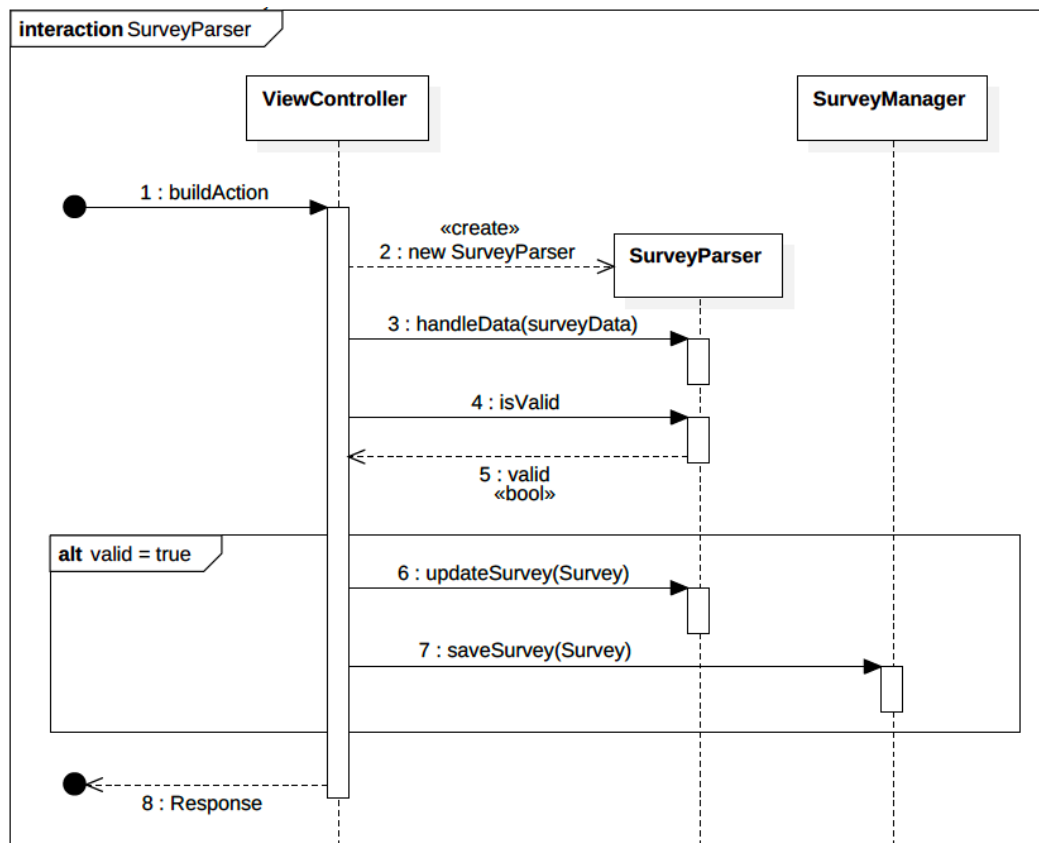 interaction SurveyParser
ViewController
SurveyManager
1 : buildAction
«create»
2 : new SurveyParser
SurveyParser
3 : handleData(surveyData)
4 : isValid
5 : valid
«bool»
alt valid = true
6 : updateSurvey(Survey)
7 : saveSurvey(Survey)
8 : Response